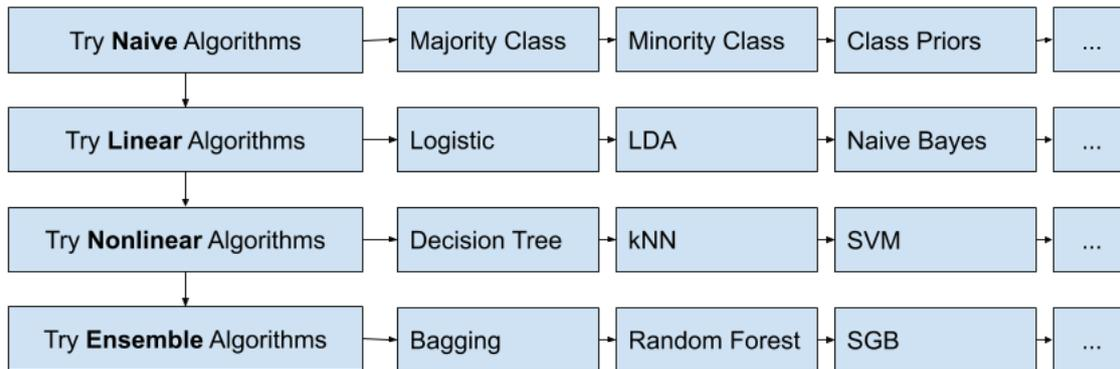 Try Naive Algorithms
Majority Class
Minority Class
Class Priors
...
Try Linear Algorithms
Logistic
LDA
Naive Bayes
...
Try Nonlinear Algorithms
Decision Tree
kNN
SVM
...
Try Ensemble Algorithms
Bagging
Random Forest
SGB
...